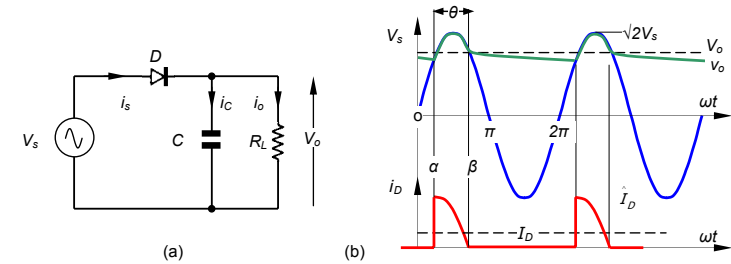 D
i_s
i_C
i_o
V_s
C
R_L
V_o
(a)
θ
√2V_s
V_s
V_o
v_o
o
π
2π
ωt
α
β
i_D
Î_D
I_D
ωt
(b)